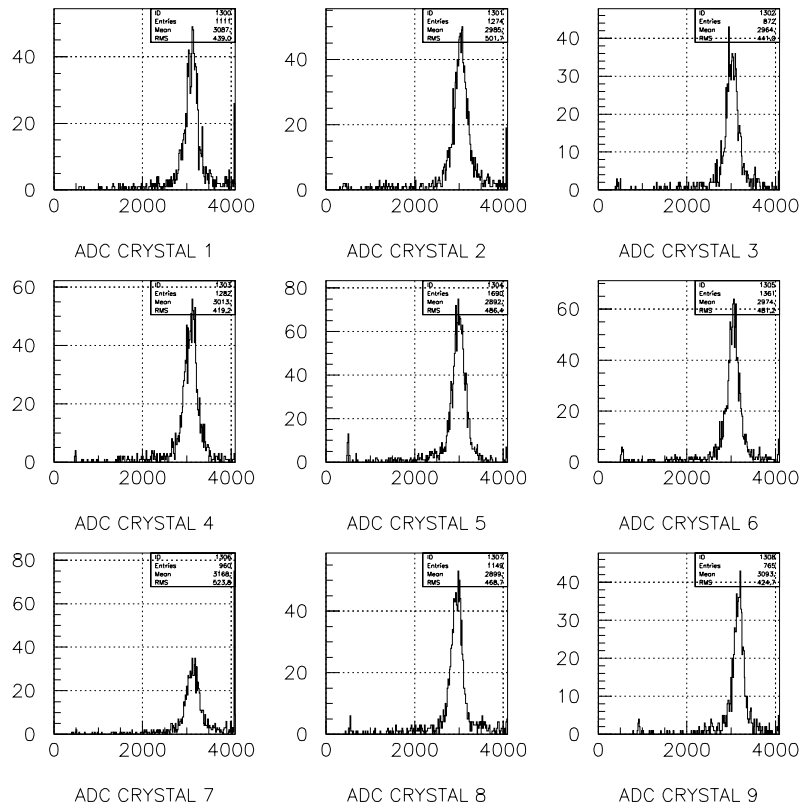 ID 1300
Entries 1111
Mean 3087.
RMS 439.0
40
20
0
0 2000 4000
ADC CRYSTAL 1
ID 1301
Entries 1274
Mean 2985.
RMS 501.7
40
20
0
0 2000 4000
ADC CRYSTAL 2
ID 1302
Entries 872
Mean 2964.
RMS 441.9
40
30
20
10
0
0 2000 4000
ADC CRYSTAL 3
ID 1303
Entries 1282
Mean 3013.
RMS 419.2
60
40
20
0
0 2000 4000
ADC CRYSTAL 4
ID 1304
Entries 1690
Mean 2892.
RMS 486.4
80
60
40
20
0
0 2000 4000
ADC CRYSTAL 5
ID 1305
Entries 1361
Mean 2974.
RMS 481.2
60
40
20
0
0 2000 4000
ADC CRYSTAL 6
ID 1306
Entries 960
Mean 3168.
RMS 523.8
80
60
40
20
0
0 2000 4000
ADC CRYSTAL 7
ID 1307
Entries 1149
Mean 2899.
RMS 468.7
40
20
0
0 2000 4000
ADC CRYSTAL 8
ID 1308
Entries 765
Mean 3093.
RMS 424.7
40
30
20
10
0
0 2000 4000
ADC CRYSTAL 9